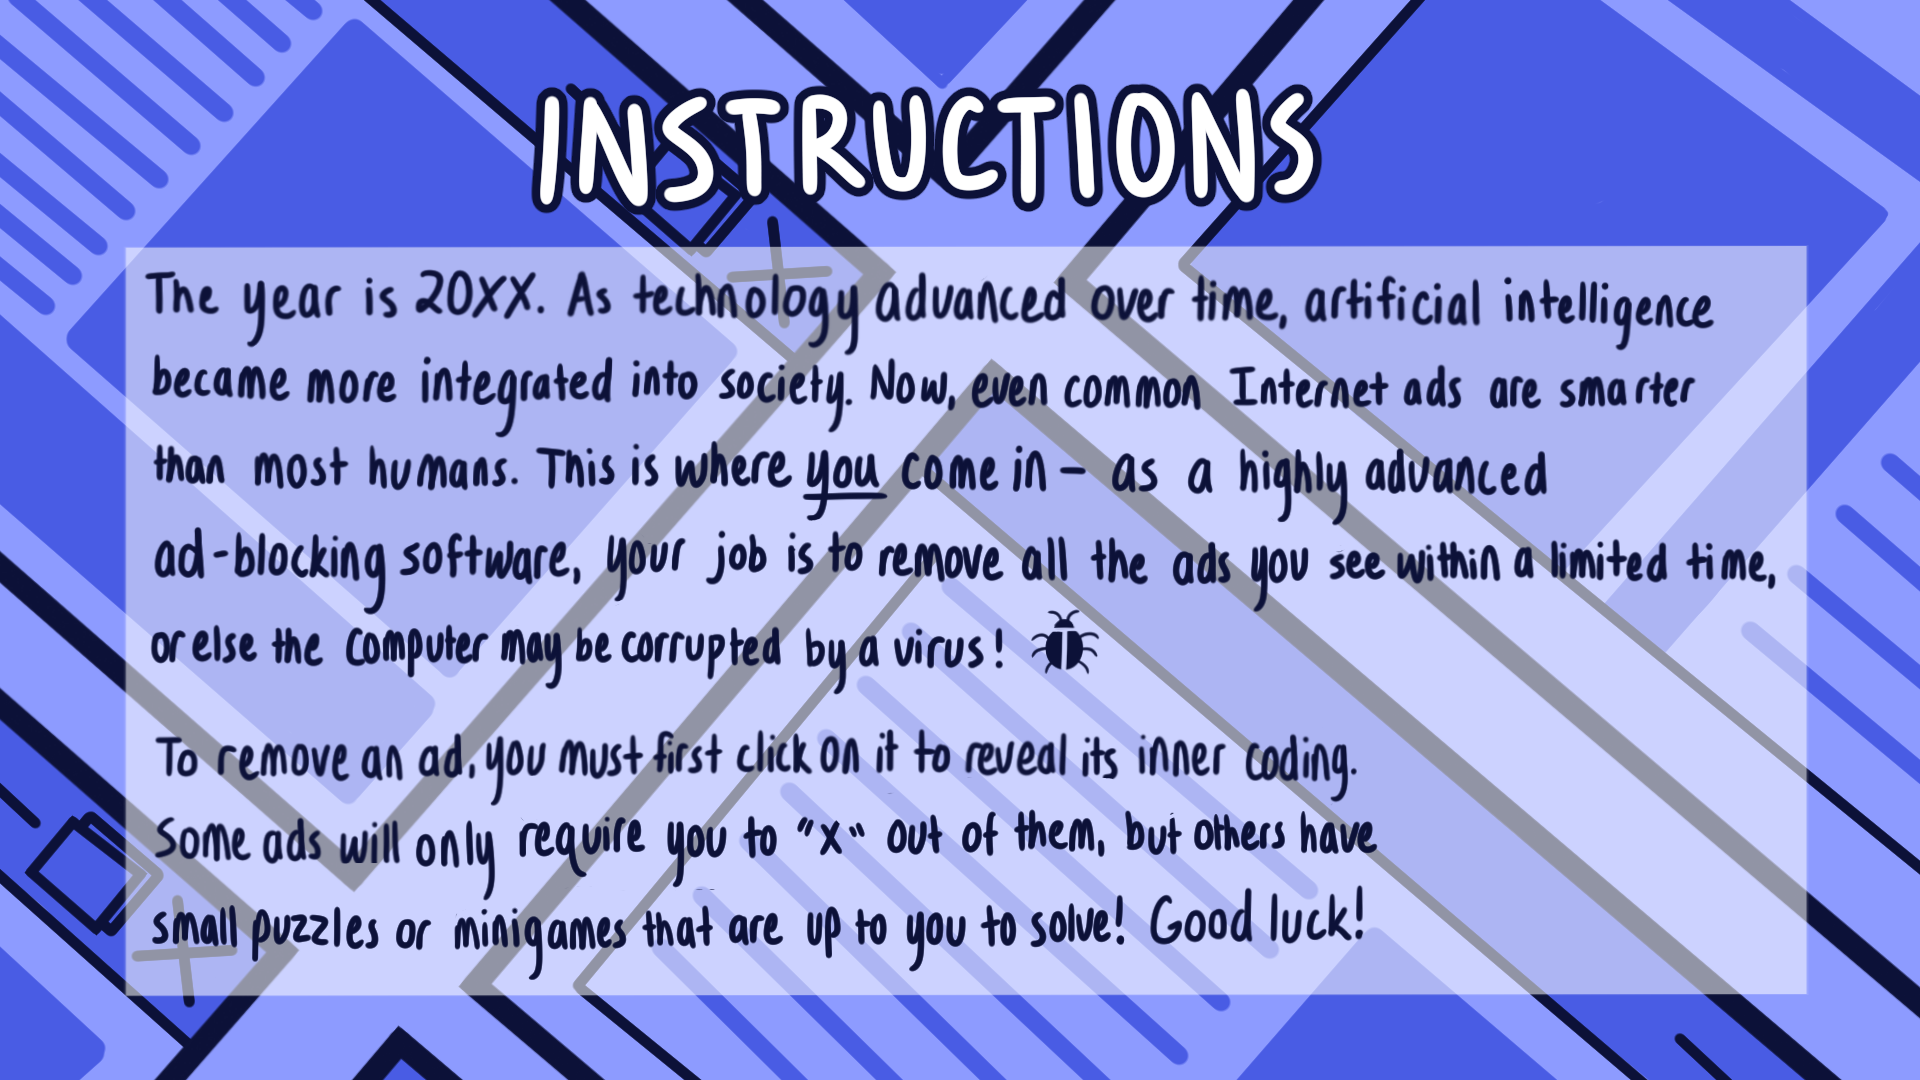 INSTRUCTIONS
The year is 20XX. As technology advanced over time, artificial intelligence
became more integrated into society. Now, even common Internet ads are smarter
than most humans. This is where you come in - as a highly advanced
ad-blocking software, your job is to remove all the ads you see within a limited time,
or else the computer may be corrupted by a virus!
To remove an ad, you must first click on it to reveal its inner coding.
Some ads will only require you to "x" out of them, but others have
small puzzles or minigames that are up to you to solve! Good luck!